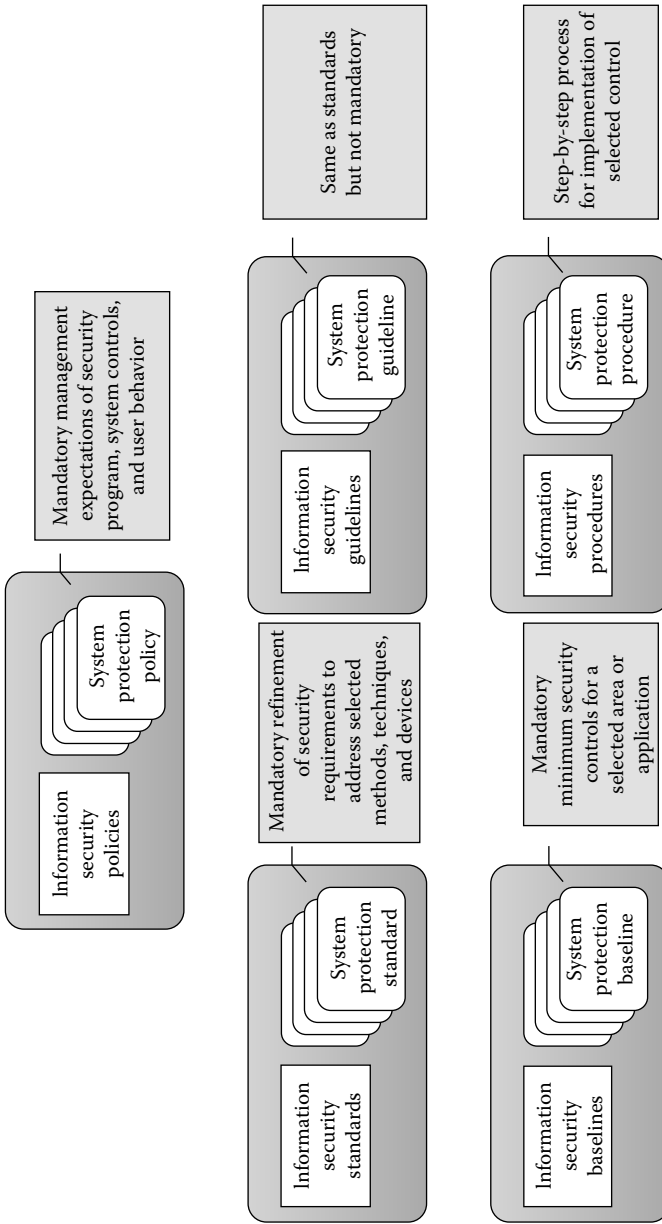 Information
security
policies
System
protection
policy
Mandatory management
expectations of security
program, system controls,
and user behavior
Information
security
standards
System
protection
standard
Mandatory refinement
of security
requirements to
address selected
methods, techniques,
and devices
Information
security
guidelines
System
protection
guideline
Same as standards
but not mandatory
Information
security
baselines
System
protection
baseline
Mandatory
minimum security
controls for a
selected area or
application
Information
security
procedures
System
protection
procedure
Step-by-step process
for implementation of
selected control